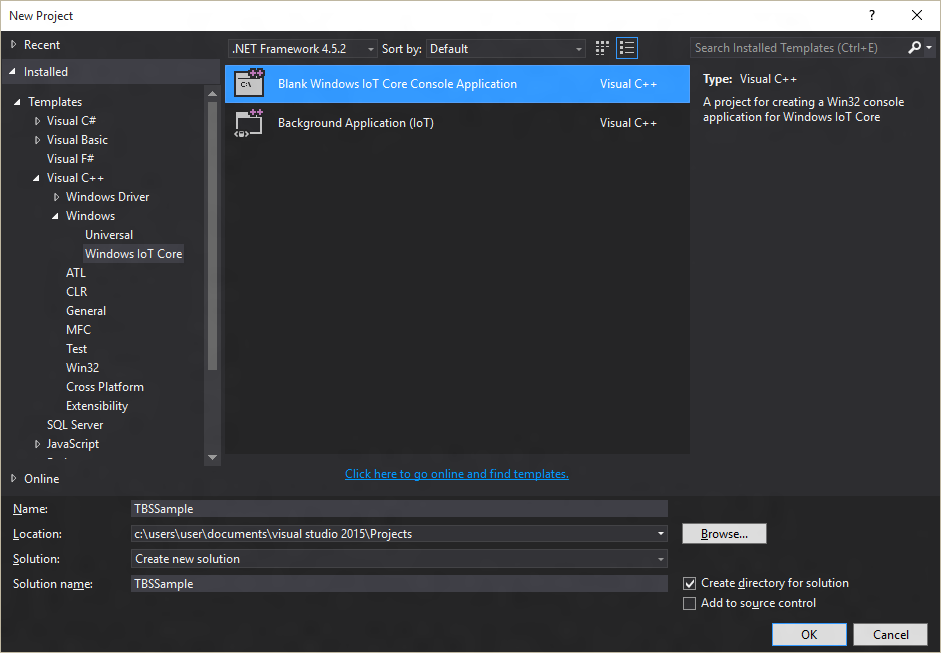 New Project
?
Recent
.NET Framework 4.5.2 Sort by: Default
Search Installed Templates (Ctrl+E)
Installed
Templates
Visual C#
Visual Basic
Visual F#
Visual C++
Windows Driver
Windows
Universal
Windows IoT Core
ATL
CLR
General
MFC
Test
Win32
Cross Platform
Extensibility
SQL Server
JavaScript
Online
C:\
Blank Windows IoT Core Console Application Visual C++
Background Application (IoT) Visual C++
Type: Visual C++
A project for creating a Win32 console
application for Windows IoT Core
Click here to go online and find templates.
Name: TBSSample
Location: c:\users\user\documents\visual studio 2015\Projects
Browse...
Solution: Create new solution
Solution name: TBSSample
Create directory for solution
Add to source control
OK Cancel